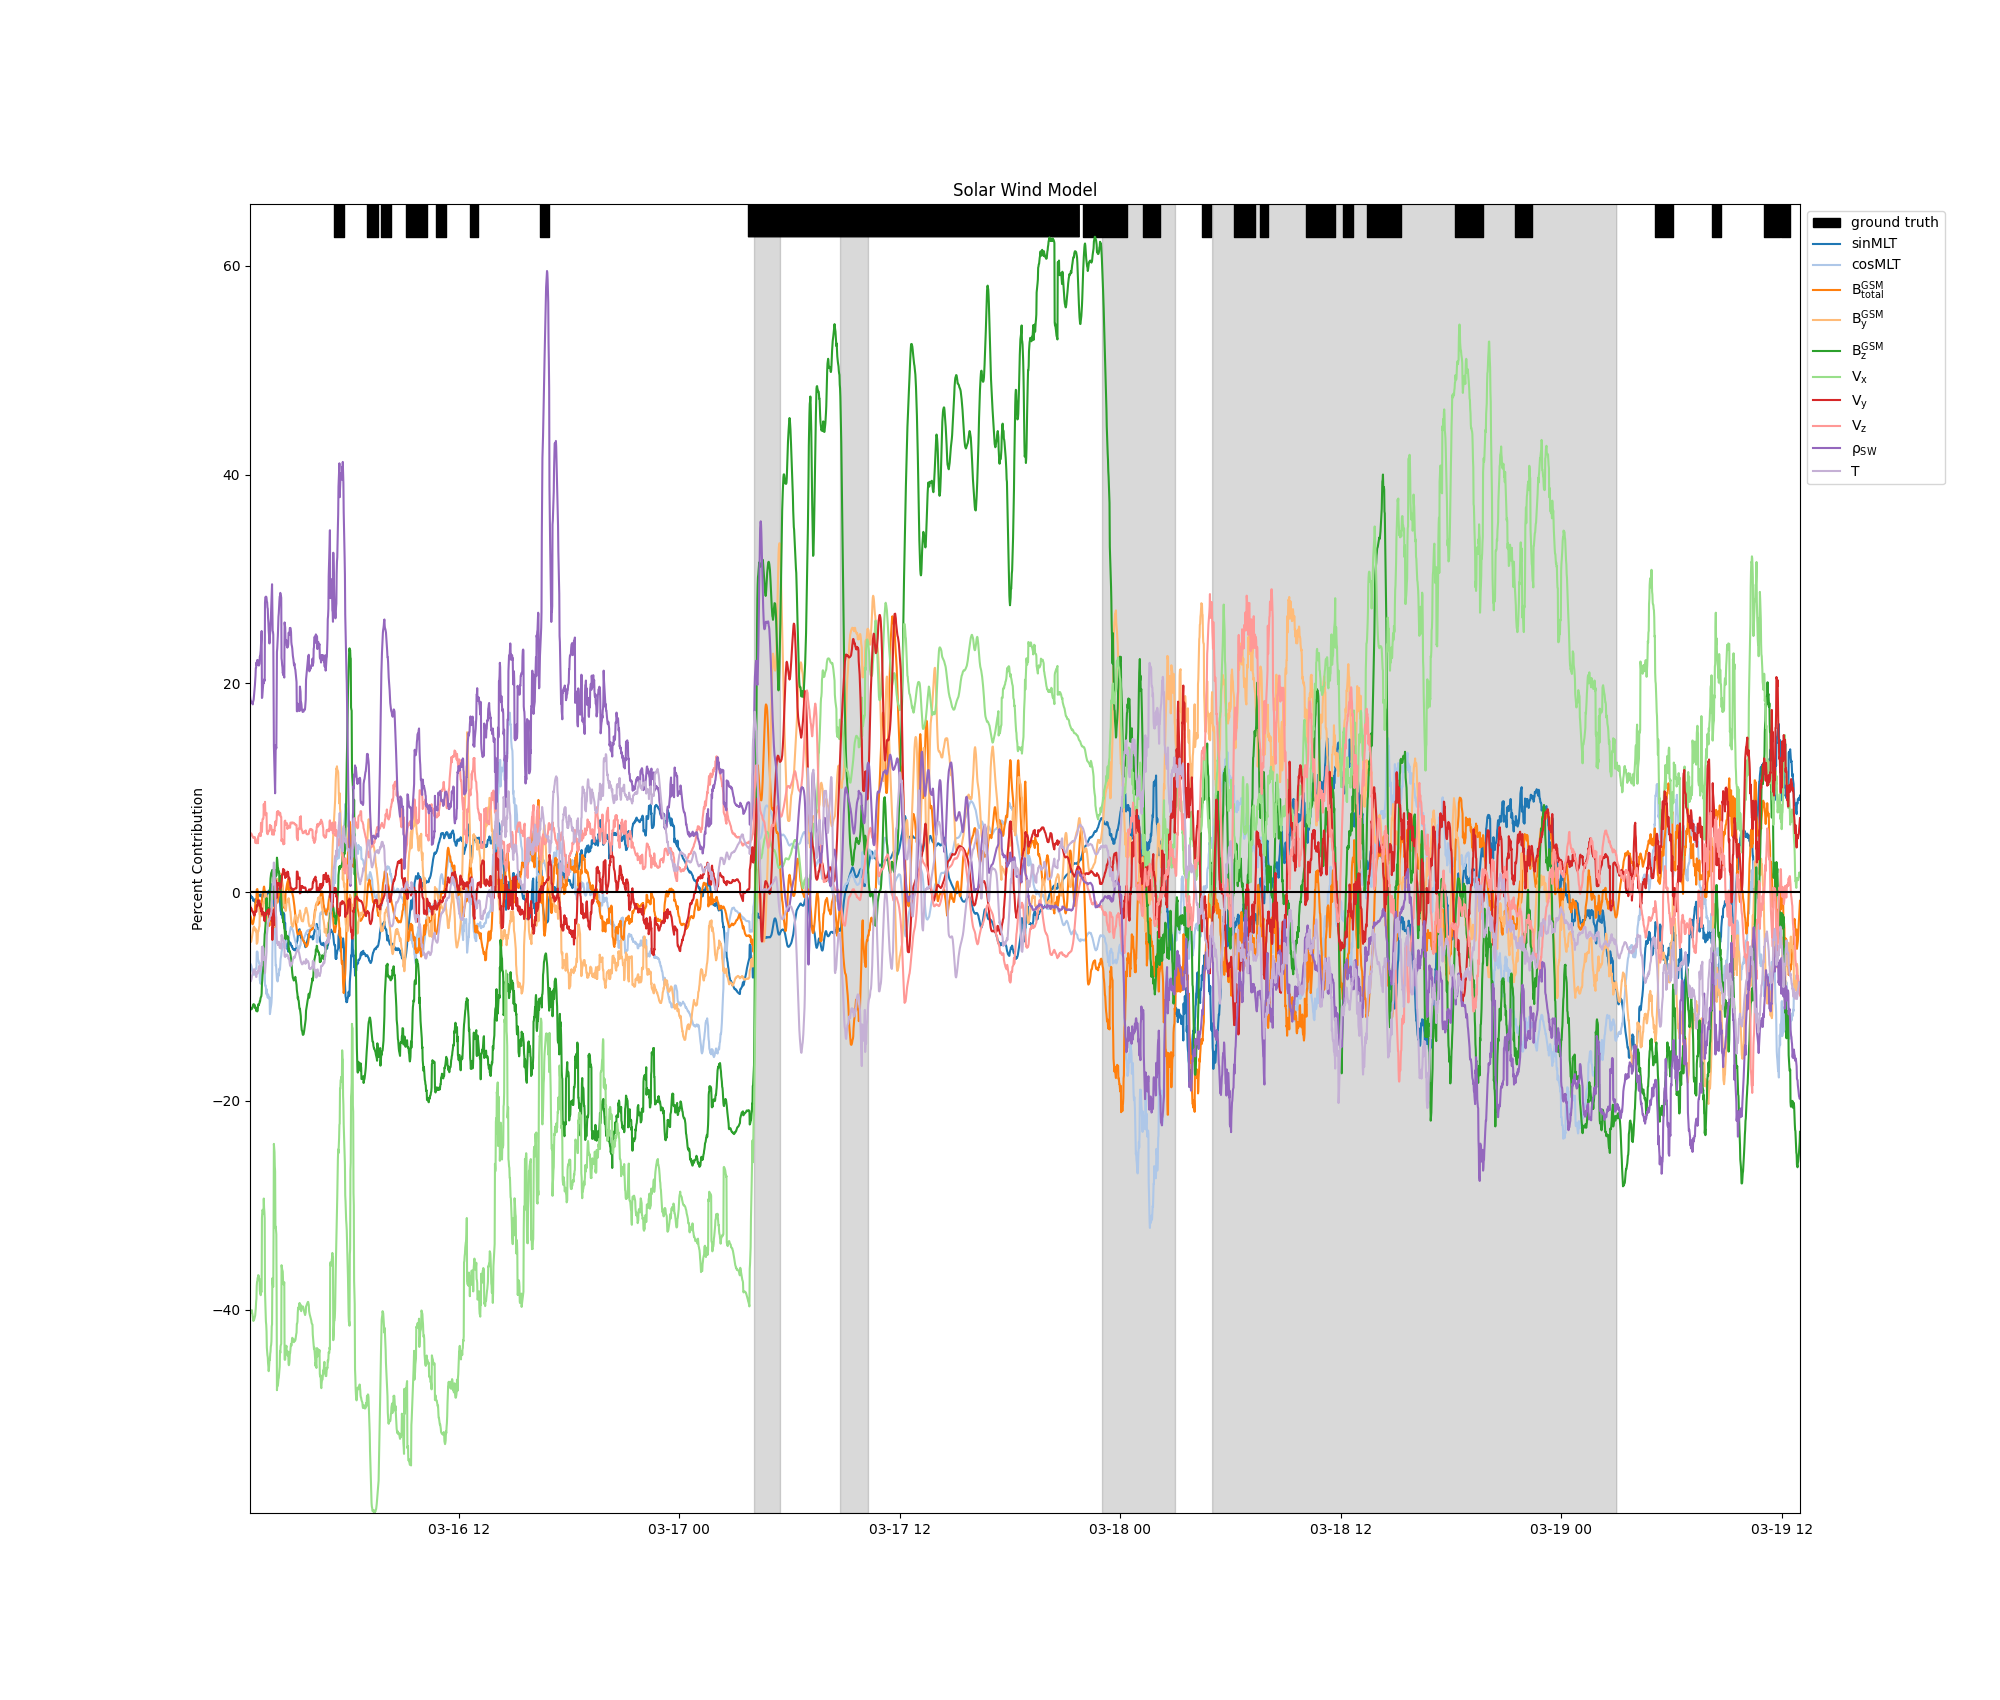 Solar Wind Model
Percent Contribution
60
40
20
0
−20
−40
03-16 12
03-17 00
03-17 12
03-18 00
03-18 12
03-19 00
03-19 12
ground truth
sinMLT
cosMLT
B_total^GSM
B_y^GSM
B_z^GSM
V_x
V_y
V_z
ρ_SW
T